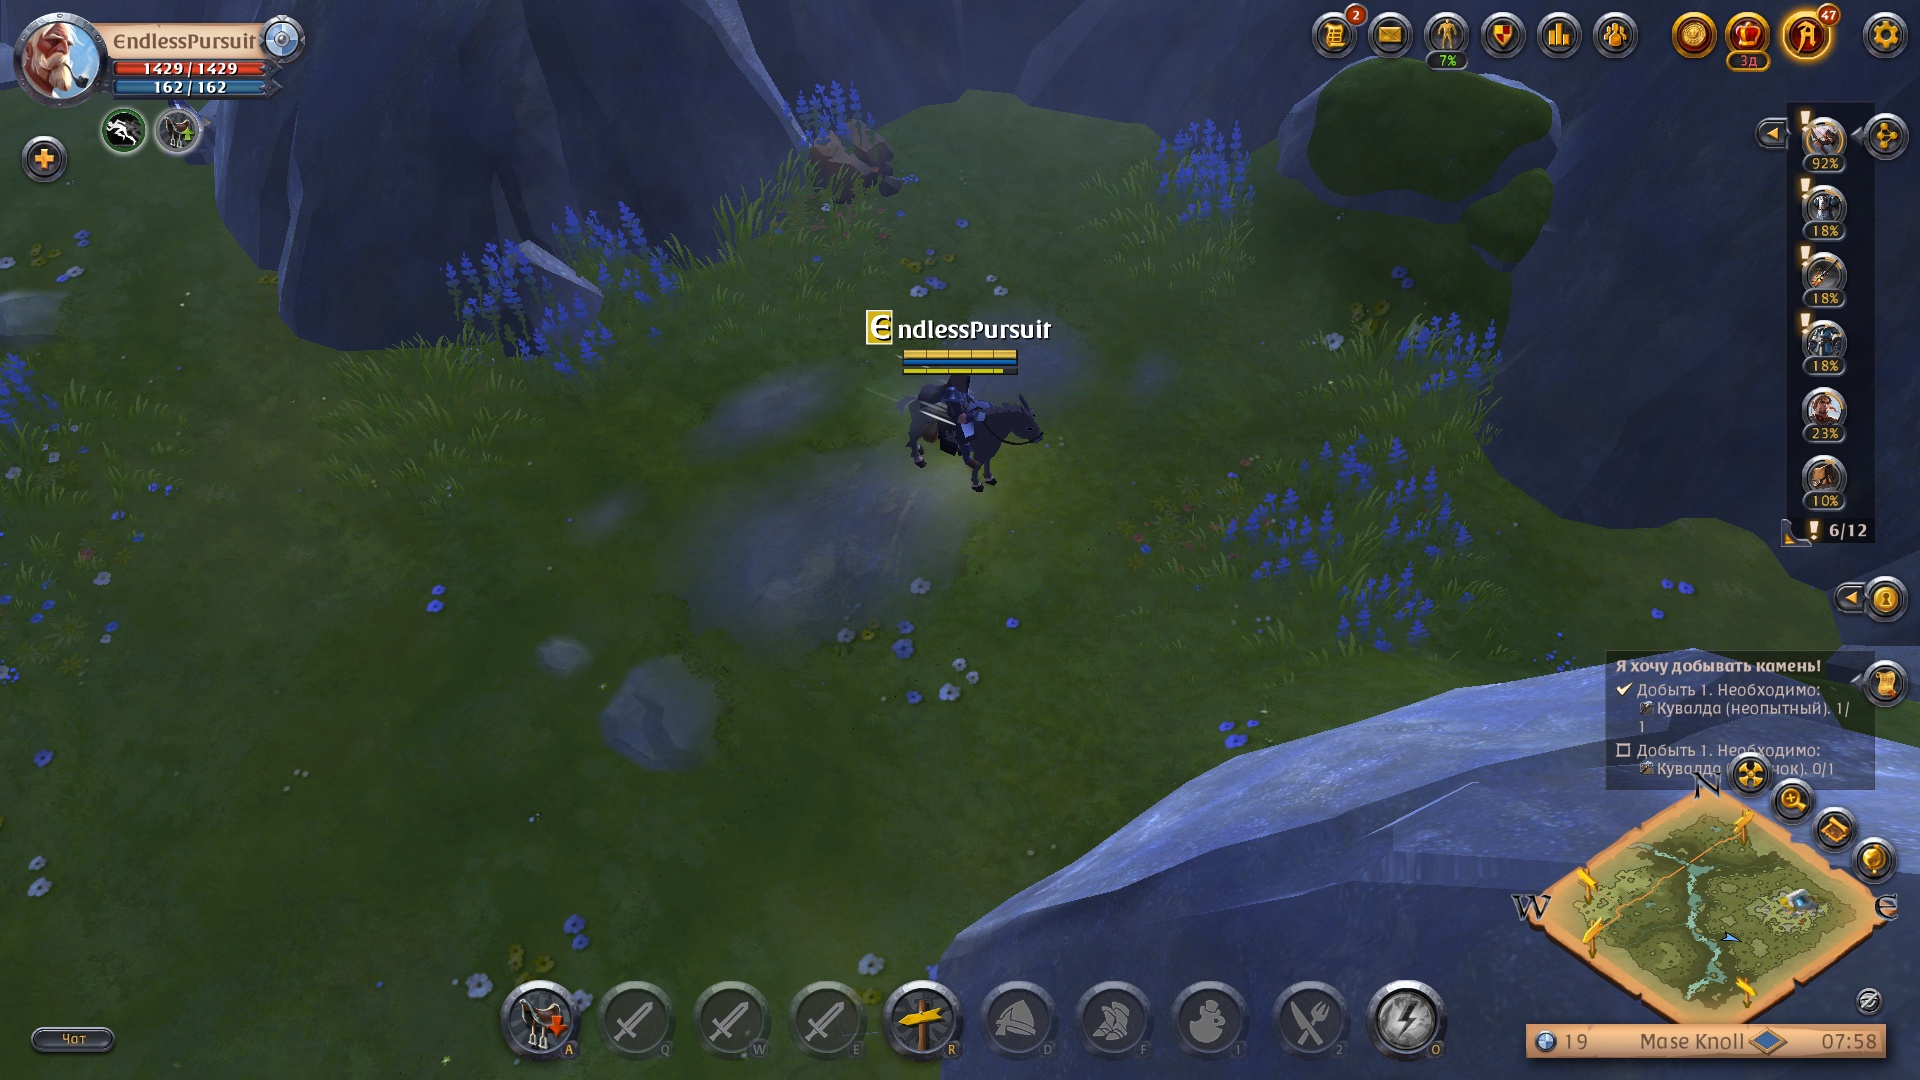 EndlessPursuit
1429 / 1429
162 / 162
2
7%
3д
47
92%
18%
18%
18%
23%
10%
6/12
EndlessPursuit
Я хочу добывать камень!
Добыть 1. Необходимо:
Кувалда (неопытный). 1/
1
Добыть 1. Необходимо:
Кувалда чок). 0/1
N
W
E
A
Q
W
E
R
D
F
1
2
O
Чат
19
Mase Knoll
07:58